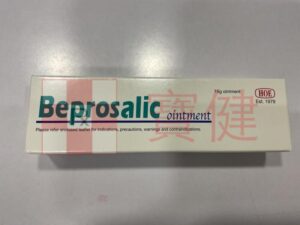 15g ointment
HOE
Est. 1979
Beprosalic
Rx
ointment
Please refer enclosed leaflet for indications, precautions, warnings and contraindications.
寶健